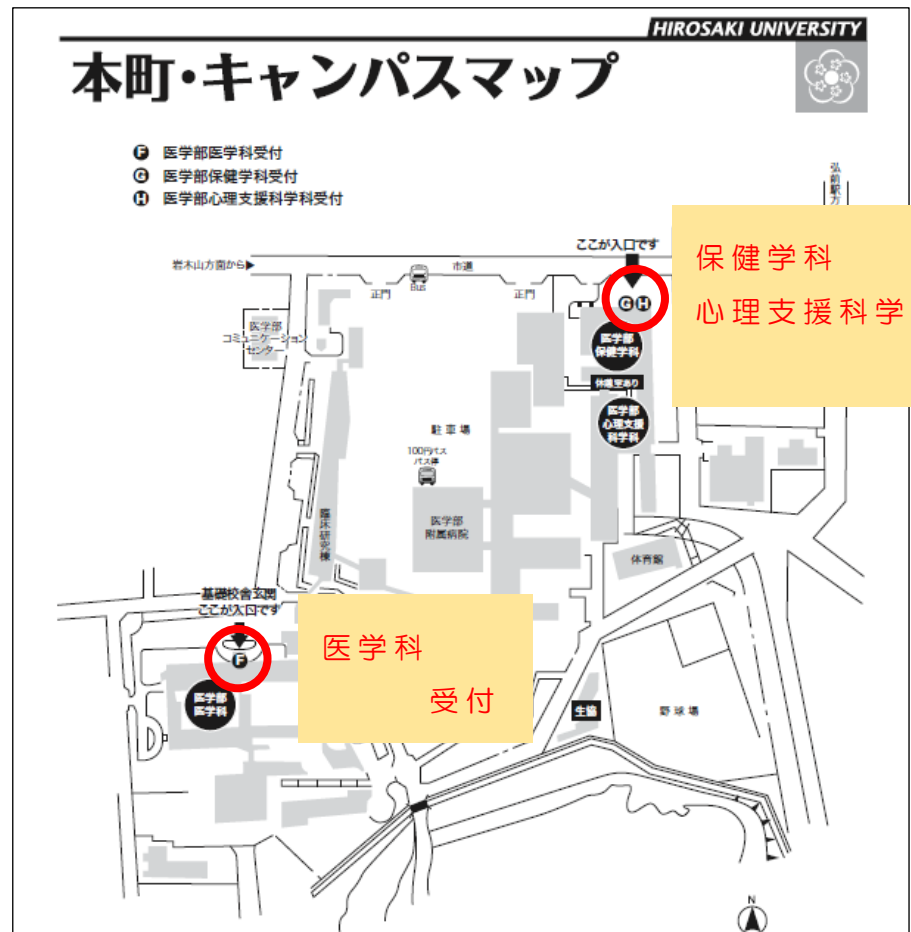 HIROSAKI UNIVERSITY
本町・キャンパスマップ
F 医学部医学科受付
G 医学部保健学科受付
H 医学部心理支援科学科受付
弘前駅方
ここが入口です
保健学科
心理支援科学
岩木山方面から▶
市道
Bus
正門
正門
G H
医学部
コミュニケーション
センター
医学部
保健学科
休憩室あり
医学部
心理支援
科学科
駐車場
100円バス
バス停
臨床研究棟
医学部
附属病院
体育館
基礎校舎玄関
ここが入口です
F
医学科
受付
医学部
医学科
生協
野球場
N